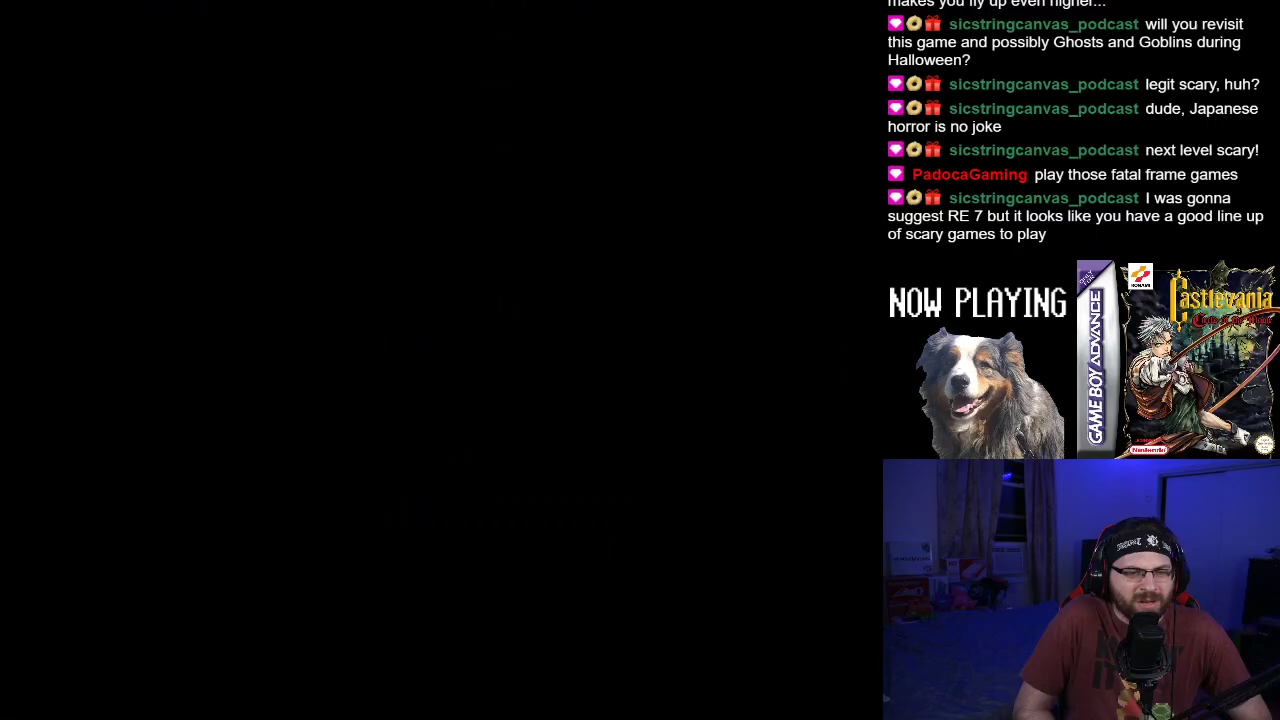 makes you fly up even higher...
sicstringcanvas_podcast will you revisit
this game and possibly Ghosts and Goblins during
Halloween?
sicstringcanvas_podcast legit scary, huh?
sicstringcanvas_podcast dude, Japanese
horror is no joke
sicstringcanvas_podcast next level scary!
PadocaGaming play those fatal frame games
sicstringcanvas_podcast I was gonna
suggest RE 7 but it looks like you have a good line up
of scary games to play
NOW PLAYING
GAME BOY ADVANCE
KONAMI
Castlevania
Nintendo